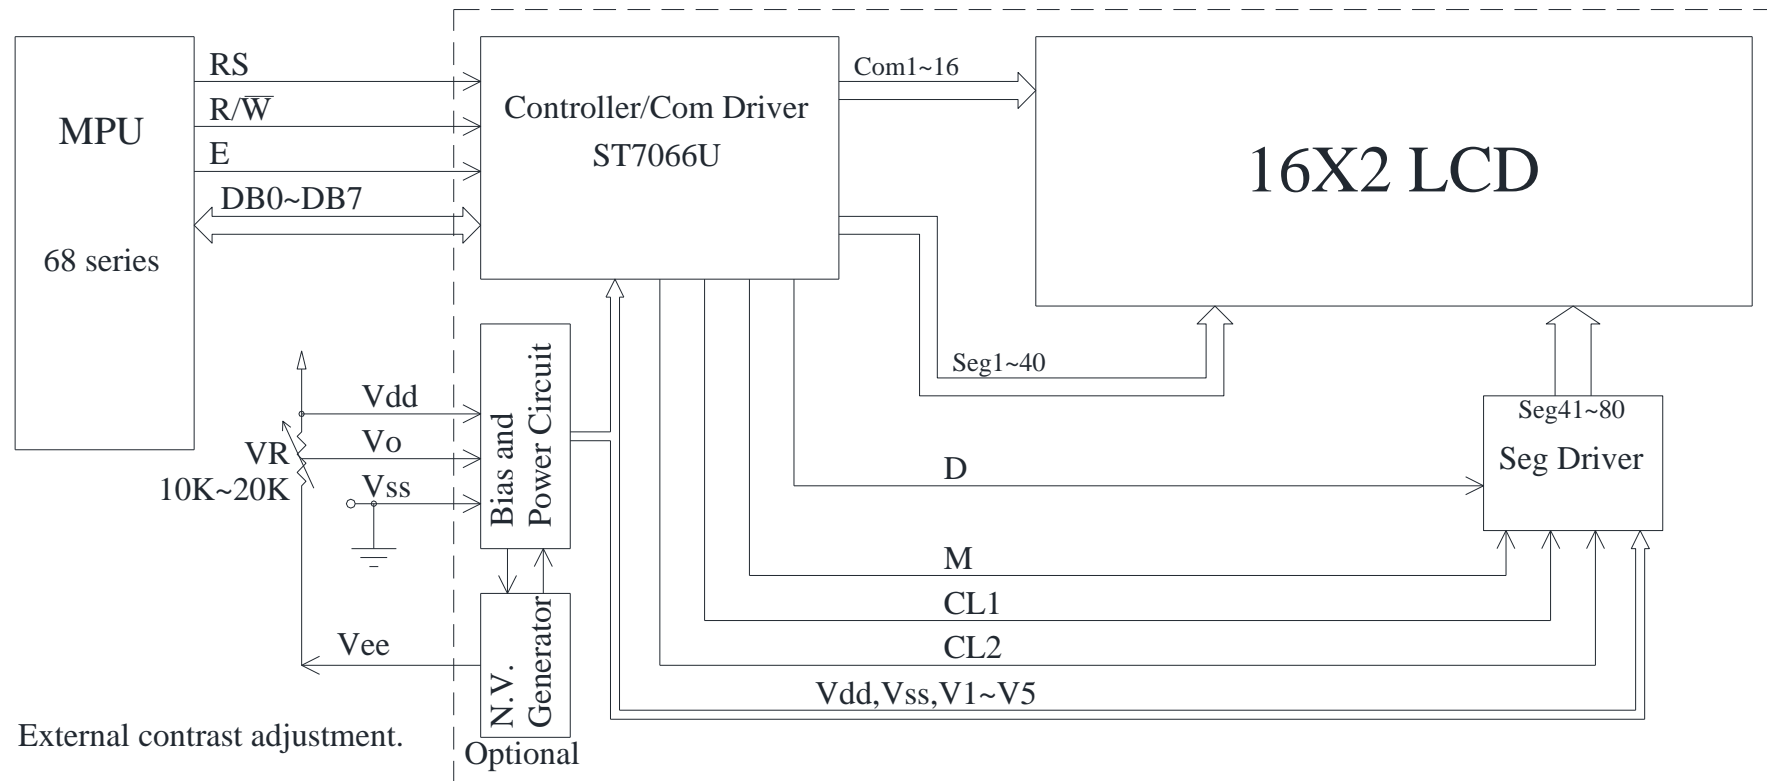 MPU
68 series
RS
R/W̅
E
DB0~DB7
Controller/Com Driver
ST7066U
Com1~16
16X2 LCD
Seg1~40
Seg41~80
Seg Driver
Vdd
Vo
Vss
VR
10K~20K
Bias and
Power Circuit
D
M
CL1
CL2
Vdd,Vss,V1~V5
Vee
N.V.
Generator
Optional
External contrast adjustment.